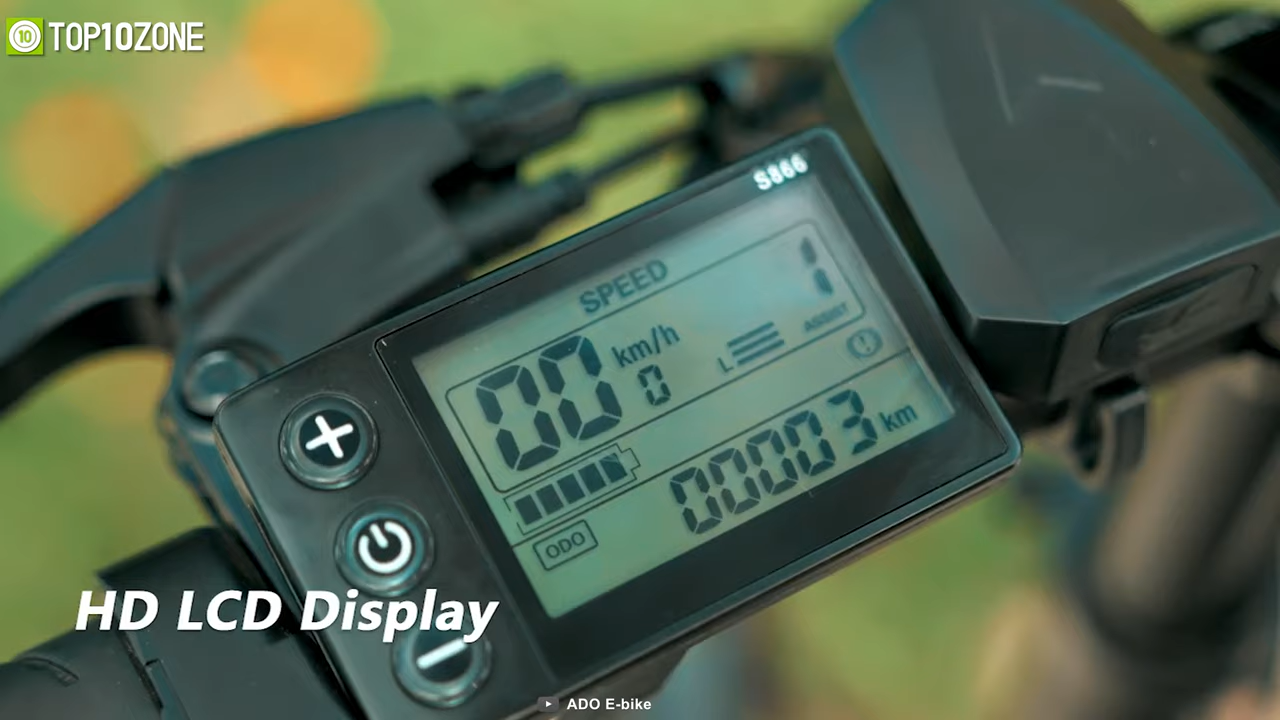 TOP10ZONE
S866
SPEED
1
00 km/h
0
L
ASSIST
00003 km
ODO
HD LCD Display
ADO E-bike